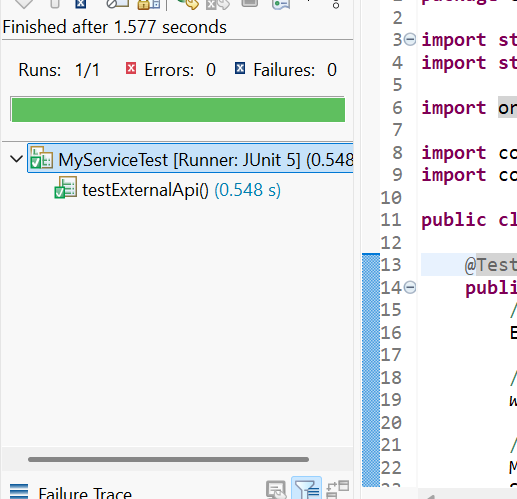 Finished after 1.577 seconds
Runs: 1/1 Errors: 0 Failures: 0
MyServiceTest [Runner: JUnit 5] (0.548
testExternalApi() (0.548 s)
Failure Trace
2
3 import st
4 import st
5
6 import or
7
8 import co
9 import co
10
11 public cl
12
13 @Test
14 publi
15 /
16 E
17
18 /
19 w
20
21 /
22 M
23